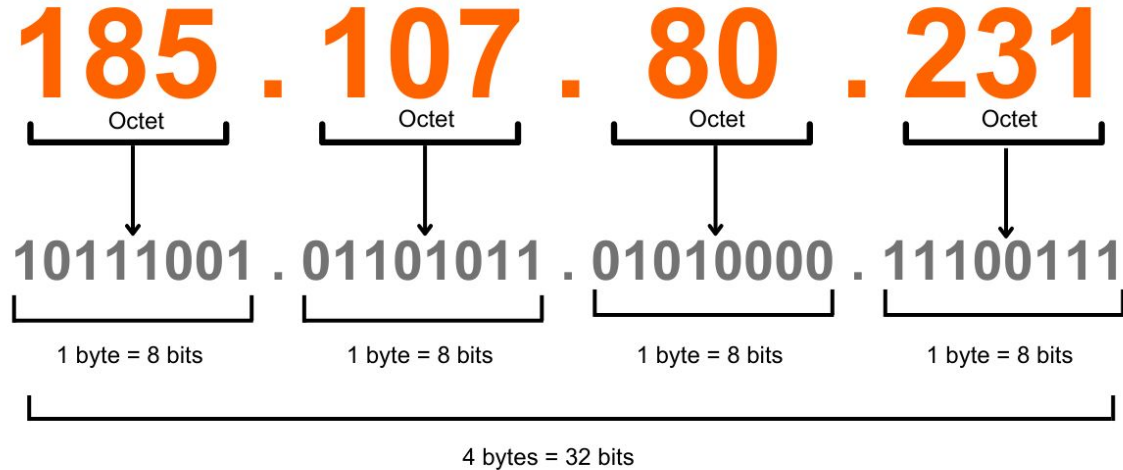 185 . 107 . 80 . 231
Octet Octet Octet Octet
10111001 . 01101011 . 01010000 . 11100111
1 byte = 8 bits 1 byte = 8 bits 1 byte = 8 bits 1 byte = 8 bits
4 bytes = 32 bits